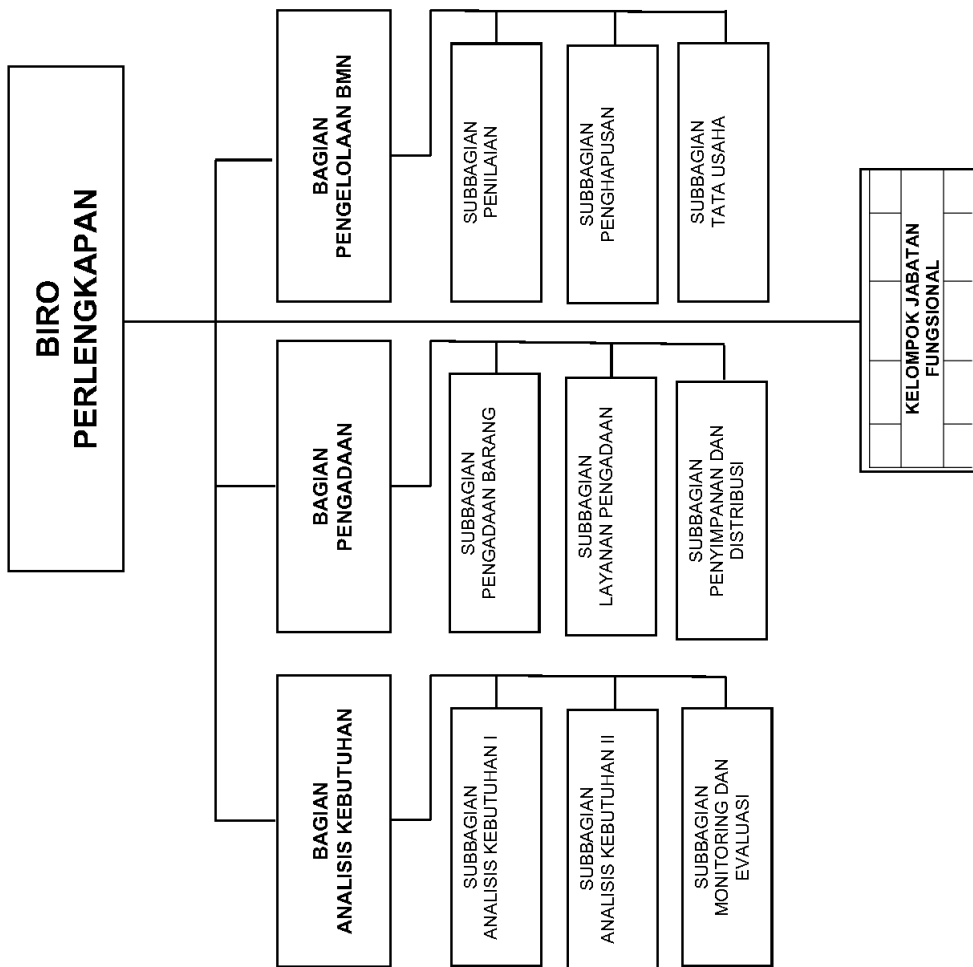 BIRO
PERLENGKAPAN
BAGIAN
ANALISIS KEBUTUHAN
BAGIAN
PENGADAAN
BAGIAN
PENGELOLAAN BMN
SUBBAGIAN
ANALISIS KEBUTUHAN I
SUBBAGIAN
PENGADAAN BARANG
SUBBAGIAN
PENILAIAN
SUBBAGIAN
ANALISIS KEBUTUHAN II
SUBBAGIAN
LAYANAN PENGADAAN
SUBBAGIAN
PENGHAPUSAN
SUBBAGIAN
MONITORING DAN
EVALUASI
SUBBAGIAN
PENYIMPANAN DAN
DISTRIBUSI
SUBBAGIAN
TATA USAHA
KELOMPOK JABATAN
FUNGSIONAL